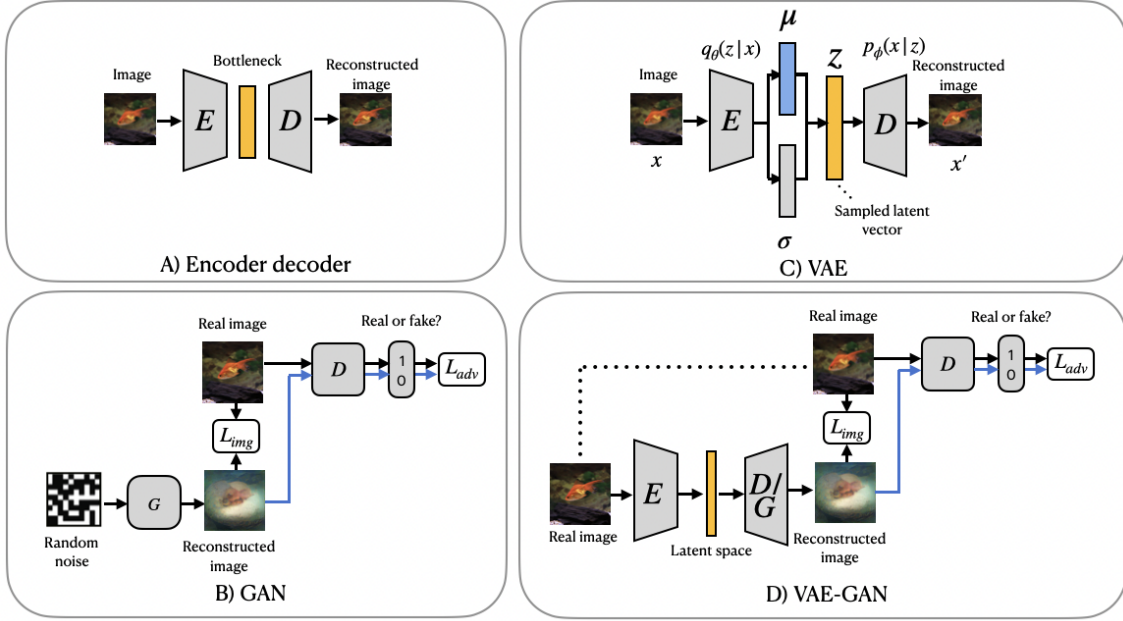 Image
E
Bottleneck
D
Reconstructed
image
A) Encoder decoder
Image
x
qθ(z|x)
E
μ
σ
z
Sampled latent
vector
pϕ(x|z)
D
Reconstructed
image
x′
C) VAE
Real image
Real or fake?
D
1
0
Ladv
Limg
G
Random
noise
Reconstructed
image
B) GAN
Real image
Real or fake?
D
1
0
Ladv
Limg
E
D/
G
Real image
Latent space
Reconstructed
image
D) VAE-GAN